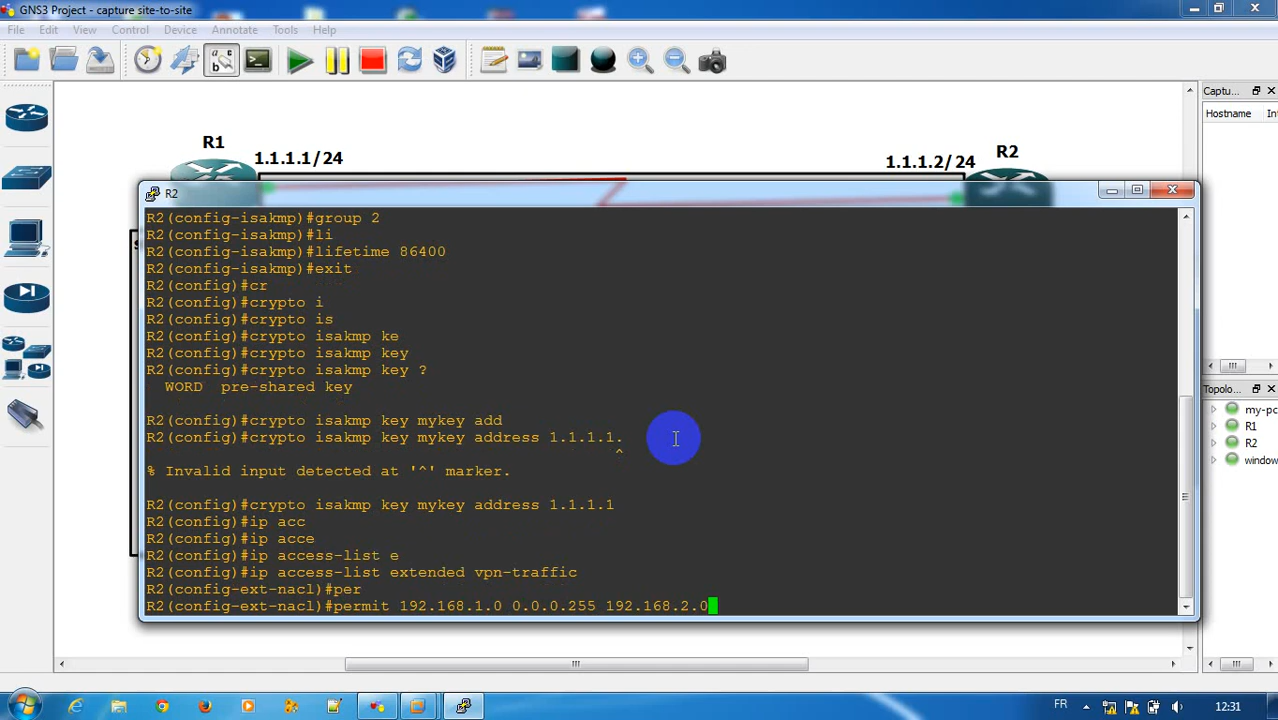 GNS3 Project - capture site-to-site
File Edit View Control Device Annotate Tools Help
Captu...
Hostname In
R1
1.1.1.1/24
1.1.1.2/24
R2
R2
R2(config-isakmp)#group 2
R2(config-isakmp)#li
R2(config-isakmp)#lifetime 86400
R2(config-isakmp)#exit
R2(config)#cr
R2(config)#crypto i
R2(config)#crypto is
R2(config)#crypto isakmp ke
R2(config)#crypto isakmp key
R2(config)#crypto isakmp key ?
WORD pre-shared key
R2(config)#crypto isakmp key mykey add
R2(config)#crypto isakmp key mykey address 1.1.1.1.
^
% Invalid input detected at '^' marker.
R2(config)#crypto isakmp key mykey address 1.1.1.1
R2(config)#ip acc
R2(config)#ip acce
R2(config)#ip access-list e
R2(config)#ip access-list extended vpn-traffic
R2(config-ext-nacl)#per
R2(config-ext-nacl)#permit 192.168.1.0 0.0.0.255 192.168.2.0
Topolo...
my-pc
R1
R2
window
FR
12:31